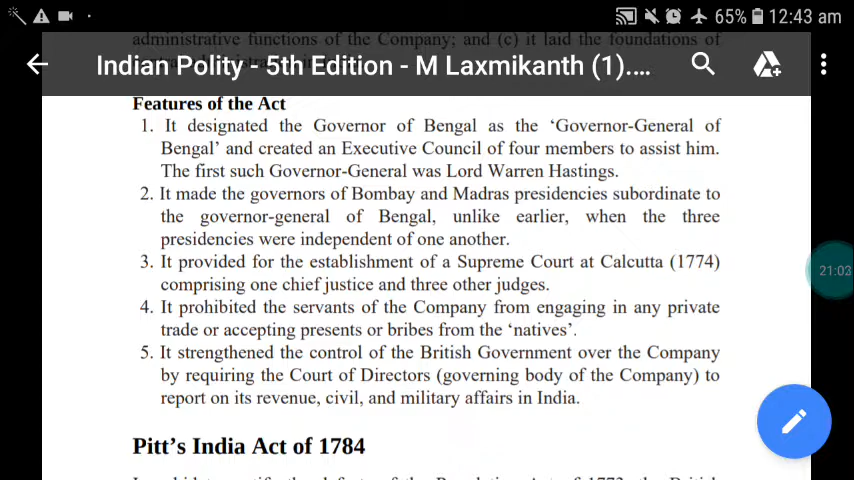 65% 12:43 am
administrative functions of the Company; and (c) it laid the foundations of
Indian Polity - 5th Edition - M Laxmikanth (1)....
Features of the Act
1. It designated the Governor of Bengal as the ‘Governor-General of
Bengal’ and created an Executive Council of four members to assist him.
The first such Governor-General was Lord Warren Hastings.
2. It made the governors of Bombay and Madras presidencies subordinate to
the governor-general of Bengal, unlike earlier, when the three
presidencies were independent of one another.
3. It provided for the establishment of a Supreme Court at Calcutta (1774)
comprising one chief justice and three other judges.
4. It prohibited the servants of the Company from engaging in any private
trade or accepting presents or bribes from the ‘natives’.
5. It strengthened the control of the British Government over the Company
by requiring the Court of Directors (governing body of the Company) to
report on its revenue, civil, and military affairs in India.
21:03
Pitt’s India Act of 1784